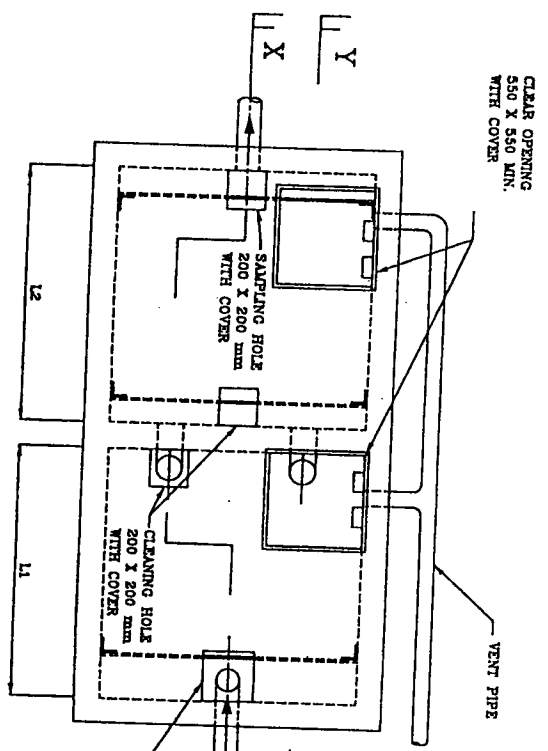 CLEAR OPENING
550 X 550 MIN.
WITH COVER
Y
X
SAMPLING HOLE
200 X 200 mm
WITH COVER
CLEANING HOLE
200 X 200 mm
WITH COVER
VENT PIPE
L2
L1